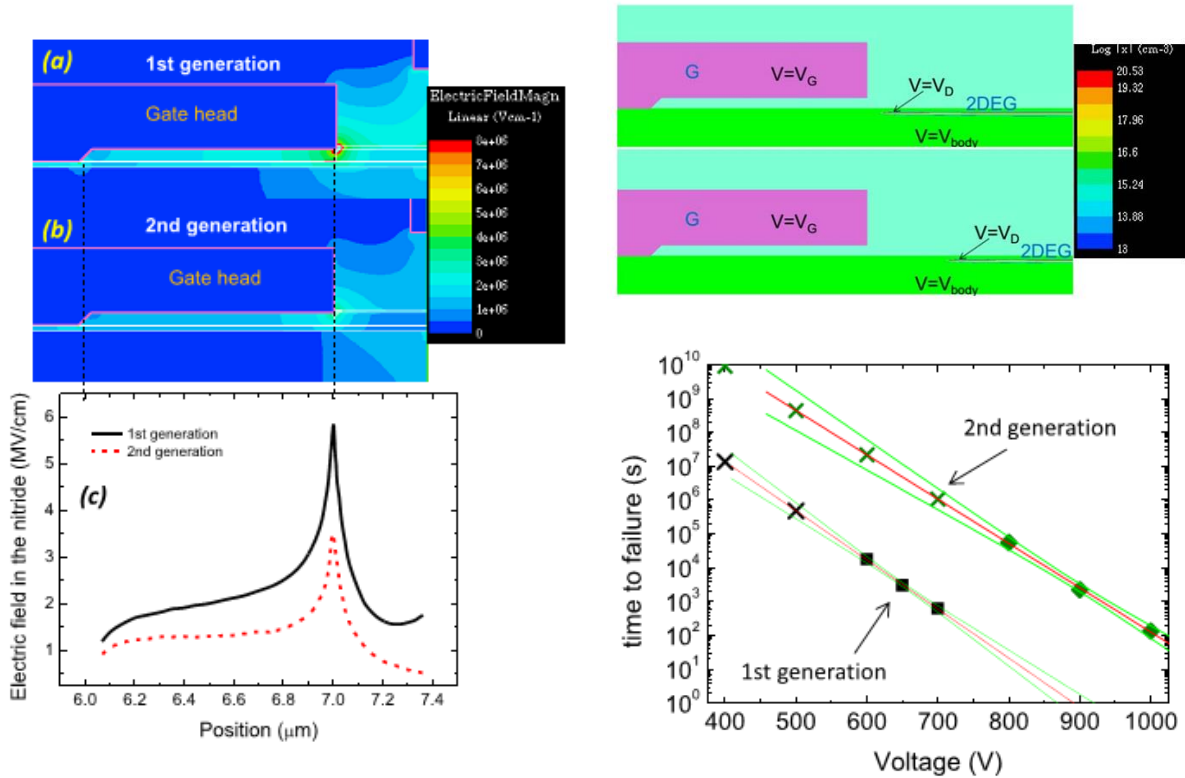 (a)
1st generation
Gate head
(b)
2nd generation
Gate head
ElectricFieldMagn
Linear (Vcm-1)
8e+06
7e+06
6e+06
5e+06
4e+06
3e+06
2e+06
1e+06
0
Electric field in the nitride (MV/cm)
6
5
4
3
2
1
1st generation
2nd generation
(c)
6.0 6.2 6.4 6.6 6.8 7.0 7.2 7.4
Position (μm)
G V=V_G
V=V_D
2DEG
V=V_body
G V=V_G
V=V_D
2DEG
V=V_body
Log |x| (cm-3)
20.53
19.32
17.96
16.6
15.24
13.88
13
time to failure (s)
10^10
10^9
10^8
10^7
10^6
10^5
10^4
10^3
10^2
10^1
10^0
2nd generation
1st generation
400 500 600 700 800 900 1000
Voltage (V)